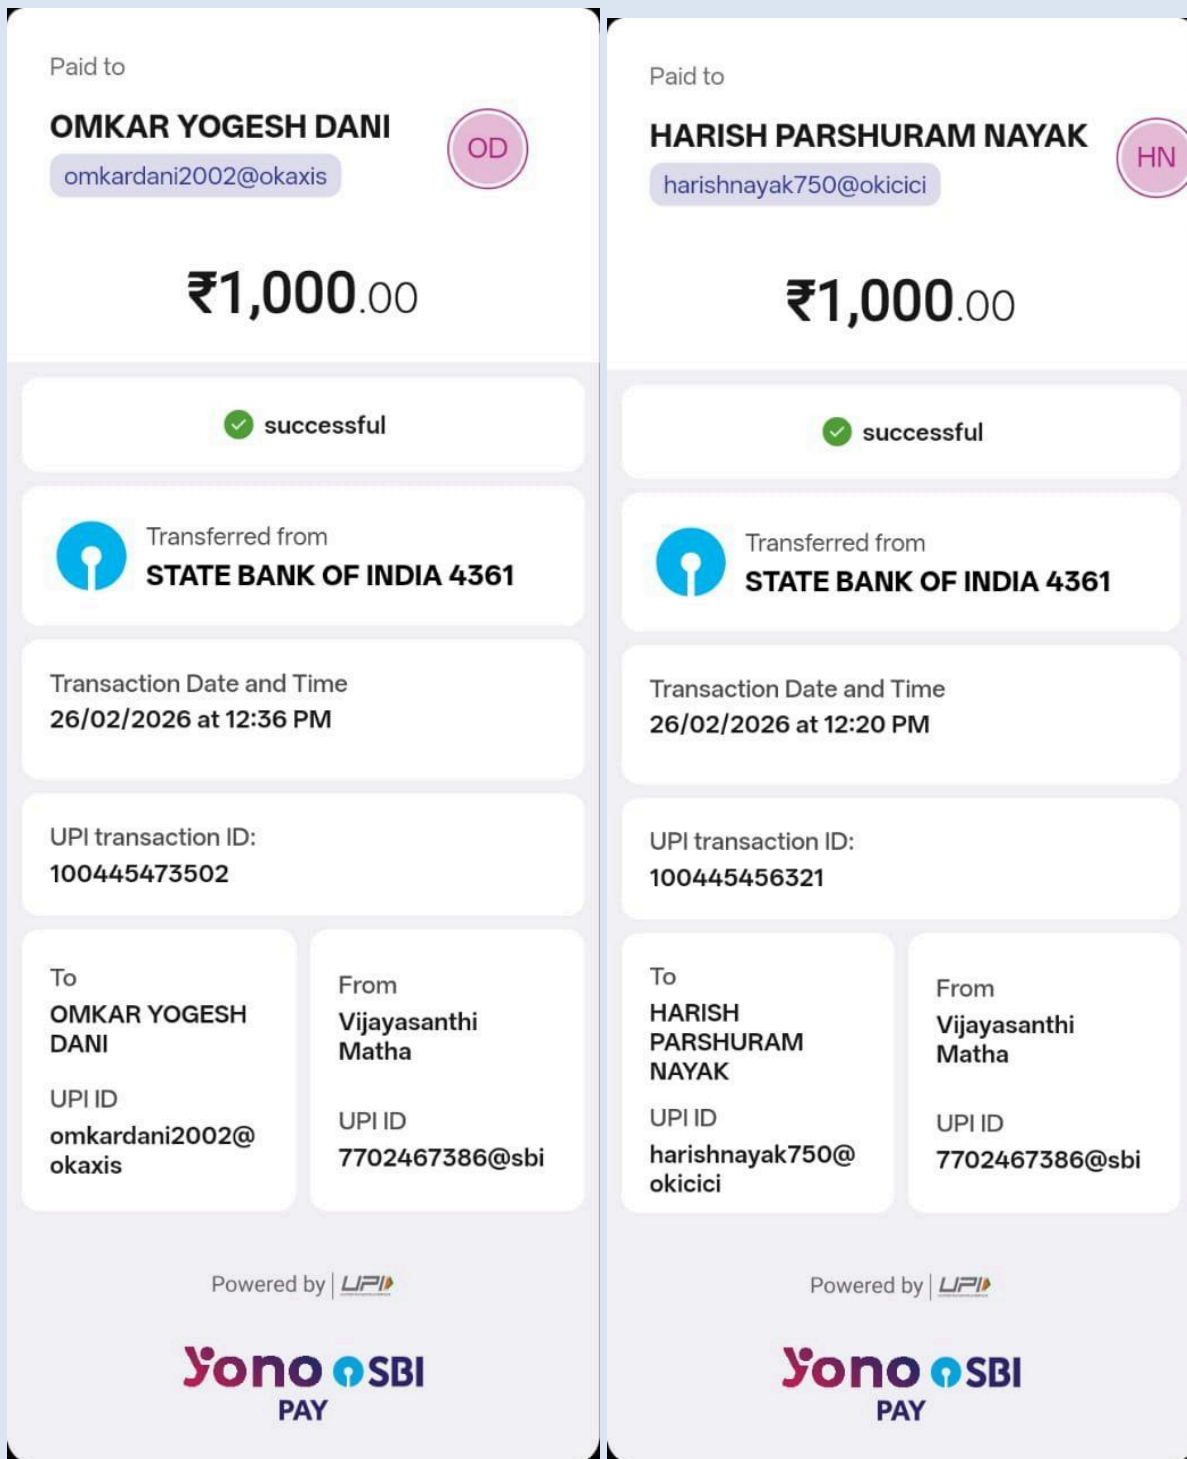 Paid to
OMKAR YOGESH DANI
OD
omkardani2002@okaxis
₹1,000.00
successful
Transferred from
STATE BANK OF INDIA 4361
Transaction Date and Time
26/02/2026 at 12:36 PM
UPI transaction ID:
100445473502
To
OMKAR YOGESH
DANI
UPI ID
omkardani2002@
okaxis
From
Vijayasanthi
Matha
UPI ID
7702467386@sbi
Powered by | UPI
yono SBI
PAY
Paid to
HARISH PARSHURAM NAYAK
HN
harishnayak750@okicici
₹1,000.00
successful
Transferred from
STATE BANK OF INDIA 4361
Transaction Date and Time
26/02/2026 at 12:20 PM
UPI transaction ID:
100445456321
To
HARISH
PARSHURAM
NAYAK
UPI ID
harishnayak750@
okicici
From
Vijayasanthi
Matha
UPI ID
7702467386@sbi
Powered by | UPI
yono SBI
PAY